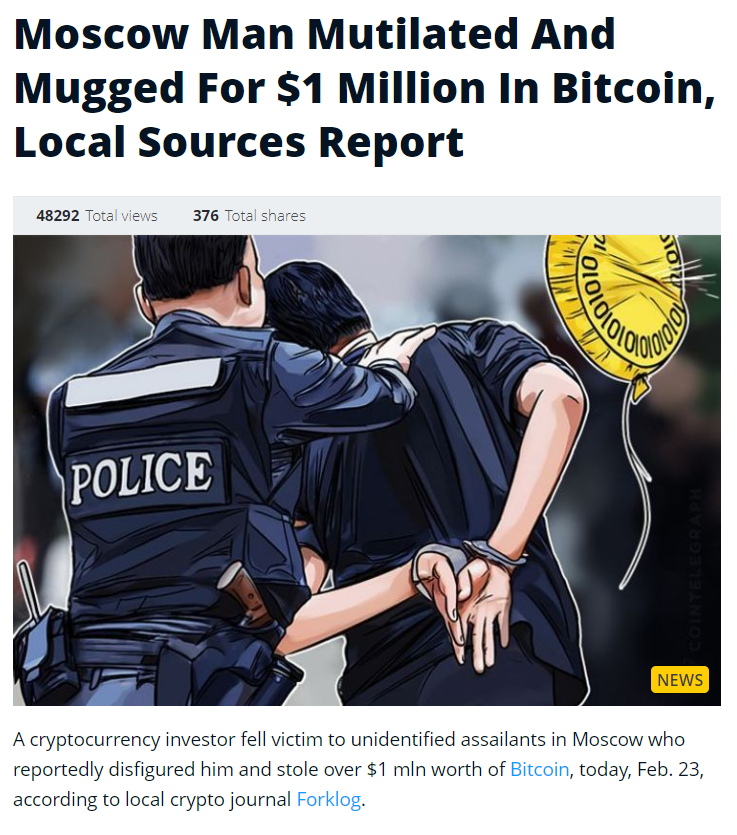 Moscow Man Mutilated And
Mugged For $1 Million In Bitcoin,
Local Sources Report
48292 Total views 376 Total shares
POLICE
01010101010101010
COINTELEGRAPH
NEWS
A cryptocurrency investor fell victim to unidentified assailants in Moscow who
reportedly disfigured him and stole over $1 mln worth of Bitcoin, today, Feb. 23,
according to local crypto journal Forklog.